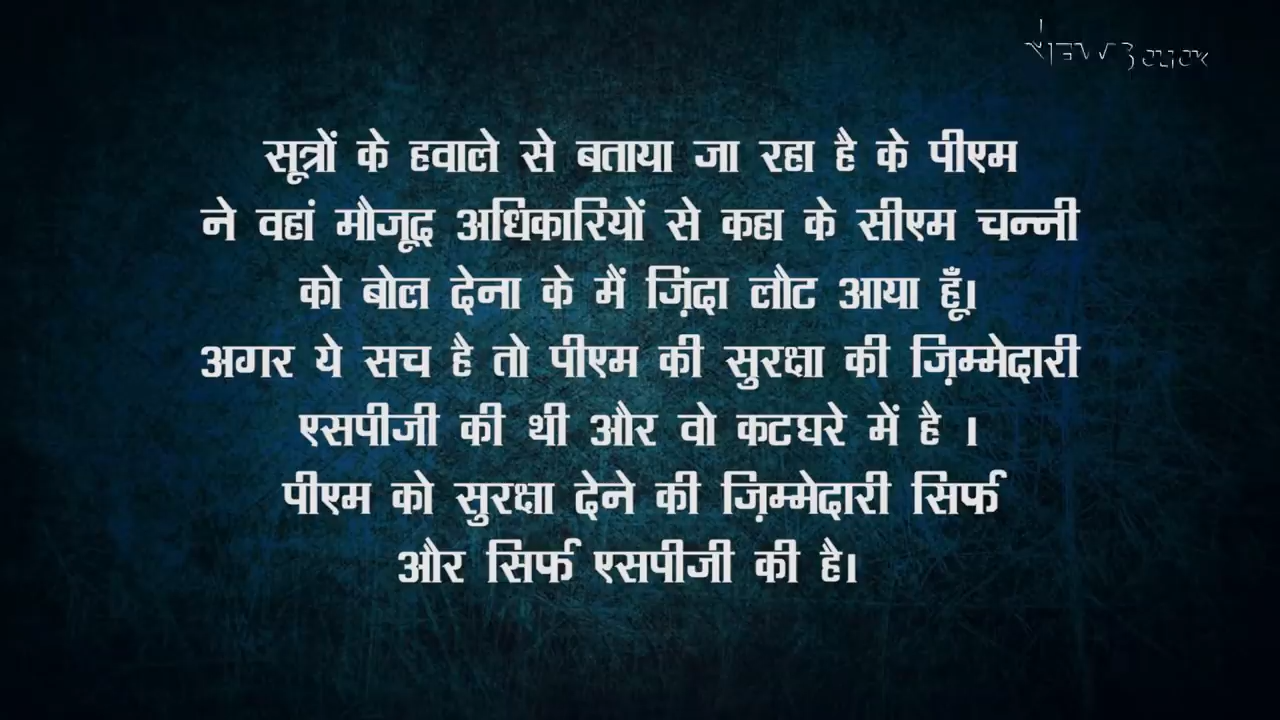 सूत्रों के हवाले से बताया जा रहा है के पीएम
ने वहां मौजूद अधिकारियों से कहा के सीएम चन्नी
को बोल देना के मैं ज़िंदा लौट आया हूँ।
अगर ये सच है तो पीएम की सुरक्षा की ज़िम्मेदारी
एसपीजी की थी और वो कटघरे में है ।
पीएम को सुरक्षा देने की ज़िम्मेदारी सिर्फ
और सिर्फ एसपीजी की है।